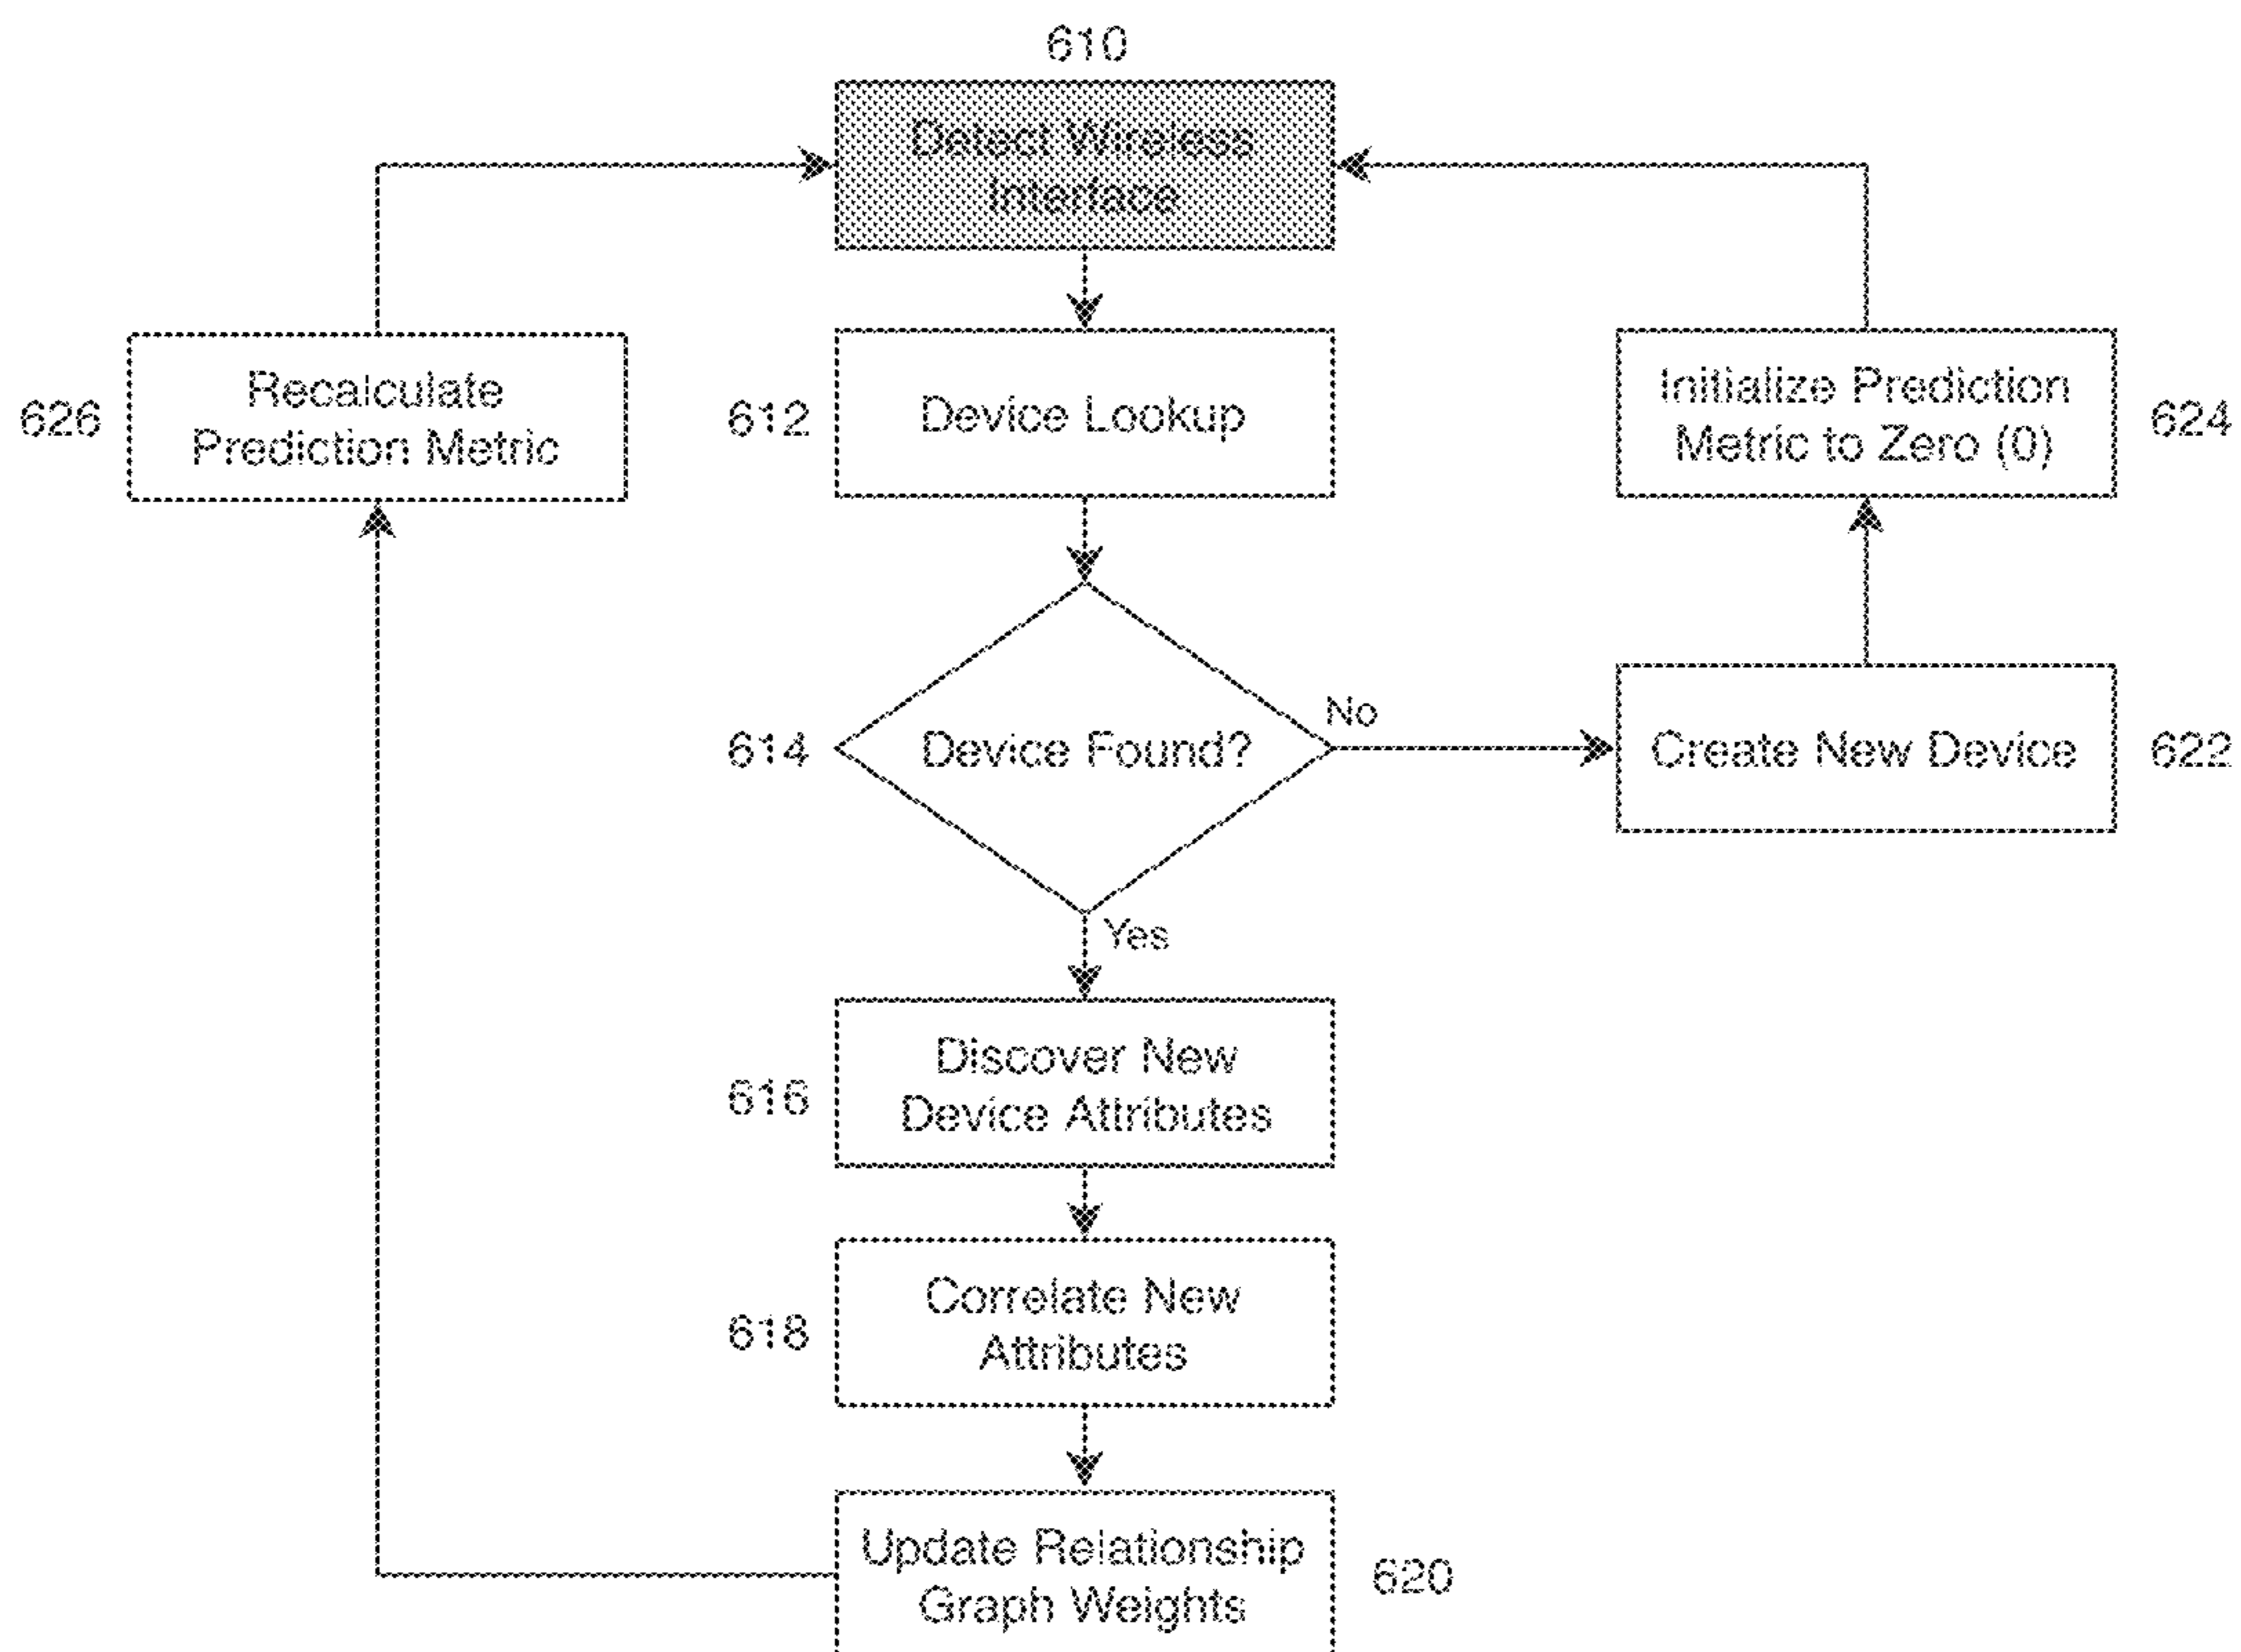 610
Detect Wireless
Interface
626
Recalculate
Prediction Metric
612
Device Lookup
Initialize Prediction
Metric to Zero (0)
624
614
Device Found?
No
Create New Device
622
Yes
616
Discover New
Device Attributes
618
Correlate New
Attributes
Update Relationship
Graph Weights
620